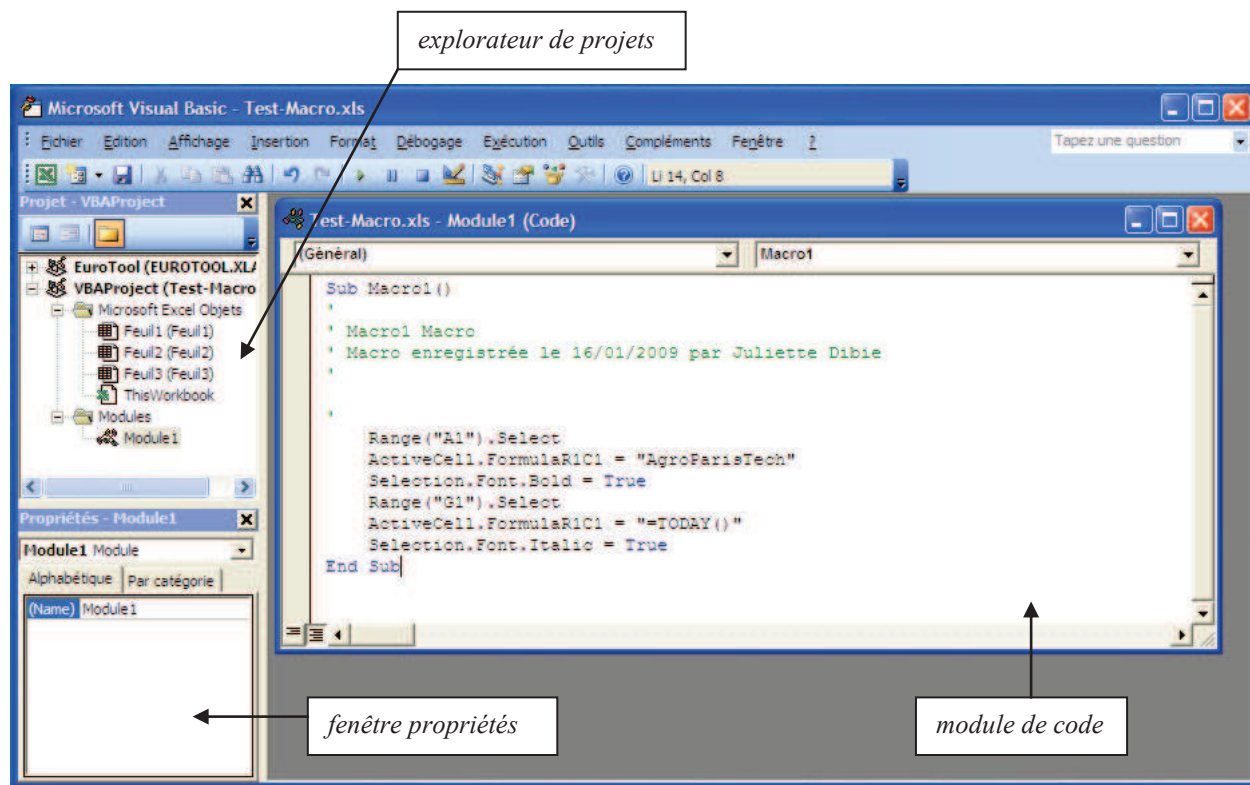 explorateur de projets
Microsoft Visual Basic - Test-Macro.xls
Fichier Edition Affichage Insertion Format Débogage Exécution Outils Compléments Fenêtre ?
Tapez une question
Li 14, Col 8
Projet - VBAProject
EuroTool (EUROTOOL.XLA
VBAProject (Test-Macro
Microsoft Excel Objets
Feuil1 (Feuil1)
Feuil2 (Feuil2)
Feuil3 (Feuil3)
ThisWorkbook
Modules
Module1
Propriétés - Module1
Module1 Module
Alphabétique Par catégorie
(Name) Module1
Test-Macro.xls - Module1 (Code)
(Général) Macro1
Sub Macro1()
'
' Macro1 Macro
' Macro enregistrée le 16/01/2009 par Juliette Dibie
'
'
Range("A1").Select
ActiveCell.FormulaR1C1 = "AgroParisTech"
Selection.Font.Bold = True
Range("G1").Select
ActiveCell.FormulaR1C1 = "=TODAY()"
Selection.Font.Italic = True
End Sub
fenêtre propriétés
module de code